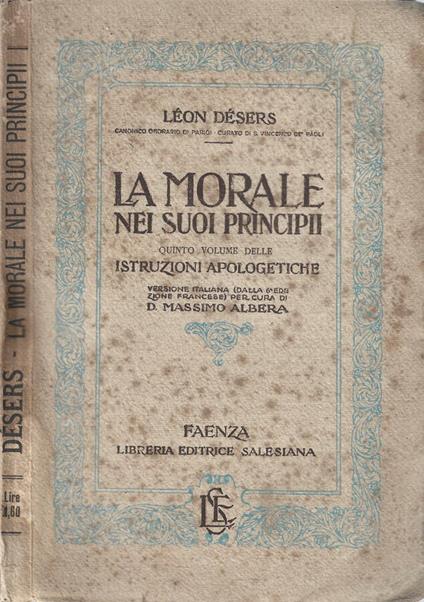 DÉSERS - LA MORALE NEI SUOI PRINCIPII
Lire
LÉON DÉSERS
CANONICO ONORARIO DI PARIGI - CURATO DI S. VINCENZO DE' PAOLI
LA MORALE
NEI SUOI PRINCIPII
QUINTO VOLUME DELLE
ISTRUZIONI APOLOGETICHE
VERSIONE ITALIANA (DALLA 6ª EDI-
ZIONE FRANCESE) PER CURA DI
D. MASSIMO ALBERA
FAENZA
LIBRERIA EDITRICE SALESIANA